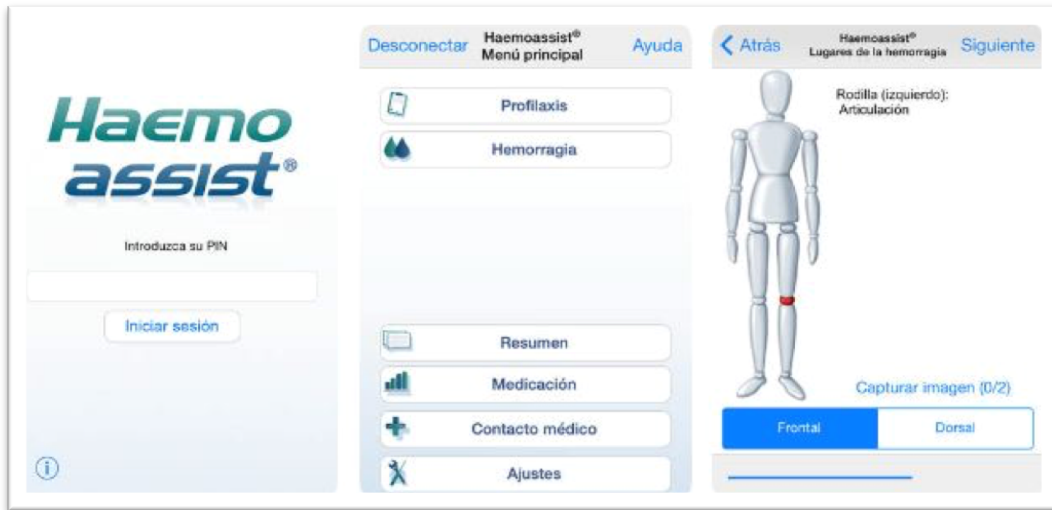 Haemo
assist®
Introduzca su PIN
Iniciar sesión
Desconectar
Haemoassist®
Menú principal
Ayuda
Profilaxis
Hemorragia
Resumen
Medicación
Contacto médico
Ajustes
Atrás
Haemoassist®
Lugares de la hemorragia
Siguiente
Rodilla (izquierdo):
Articulación
Capturar imagen (0/2)
Frontal
Dorsal